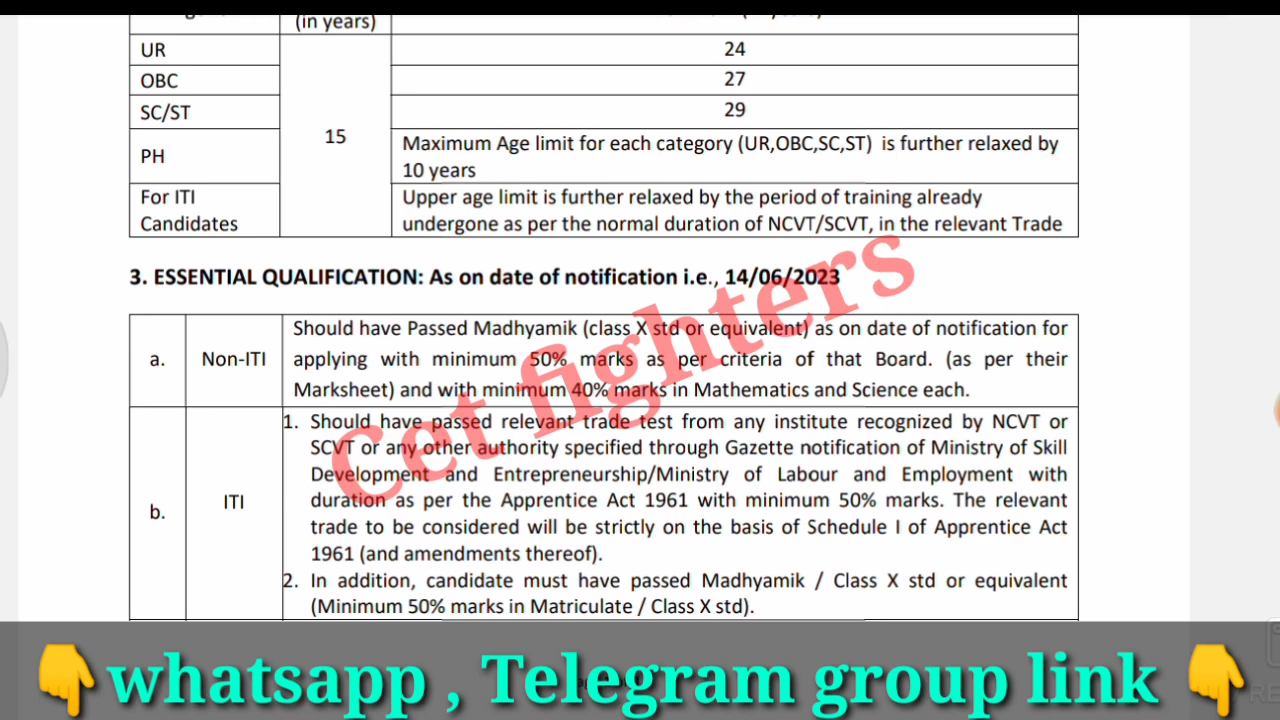 (in years)
UR
24
OBC
27
SC/ST
29
15
PH
Maximum Age limit for each category (UR,OBC,SC,ST) is further relaxed by
10 years
For ITI
Candidates
Upper age limit is further relaxed by the period of training already
undergone as per the normal duration of NCVT/SCVT, in the relevant Trade
3. ESSENTIAL QUALIFICATION: As on date of notification i.e., 14/06/2023
a.
Non-ITI
Should have Passed Madhyamik (class X std or equivalent) as on date of notification for
applying with minimum 50% marks as per criteria of that Board. (as per their
Marksheet) and with minimum 40% marks in Mathematics and Science each.
b.
ITI
1. Should have passed relevant trade test from any institute recognized by NCVT or
SCVT or any other authority specified through Gazette notification of Ministry of Skill
Development and Entrepreneurship/Ministry of Labour and Employment with
duration as per the Apprentice Act 1961 with minimum 50% marks. The relevant
trade to be considered will be strictly on the basis of Schedule I of Apprentice Act
1961 (and amendments thereof).
2. In addition, candidate must have passed Madhyamik / Class X std or equivalent
(Minimum 50% marks in Matriculate / Class X std).
Cet fighters
👇whatsapp , Telegram group link 👇